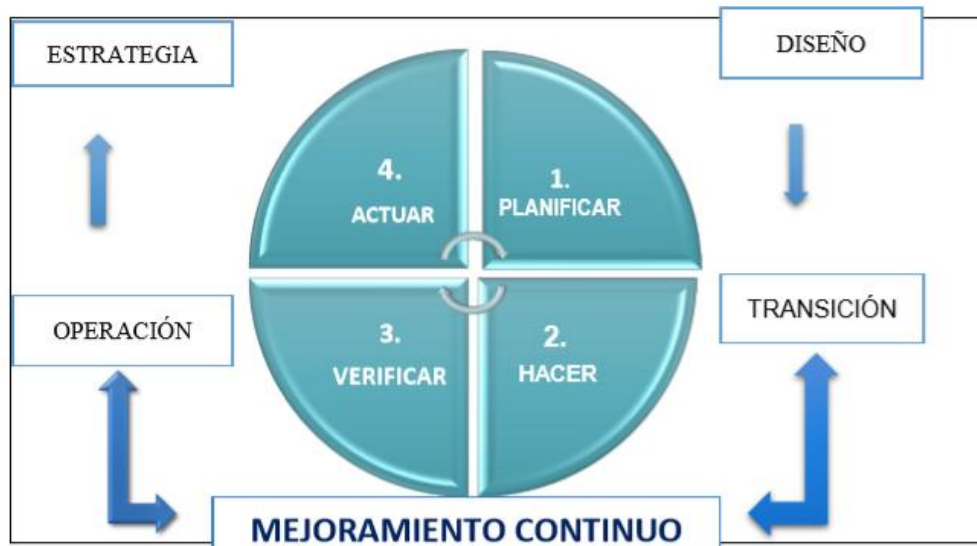 ESTRATEGIA
DISEÑO
4.
ACTUAR
1.
PLANIFICAR
OPERACIÓN
TRANSICIÓN
3.
VERIFICAR
2.
HACER
MEJORAMIENTO CONTINUO